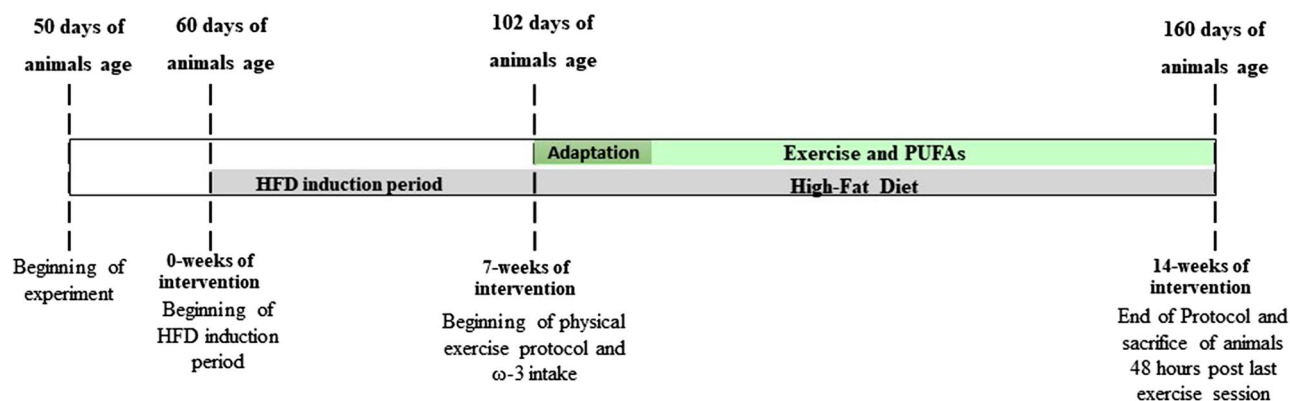 50 days of
animals age
60 days of
animals age
102 days of
animals age
160 days of
animals age
Adaptation
Exercise and PUFAs
HFD induction period
High-Fat Diet
Beginning of
experiment
0-weeks of
intervention
Beginning of
HFD induction
period
7-weeks of
intervention
Beginning of physical
exercise protocol and
ω-3 intake
14-weeks of
intervention
End of Protocol and
sacrifice of animals
48 hours post last
exercise session